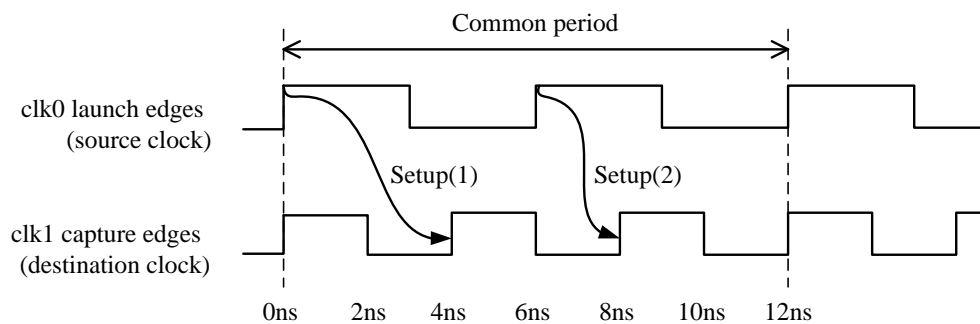 Common period
clk0 launch edges
(source clock)
Setup(1)
Setup(2)
clk1 capture edges
(destination clock)
0ns 2ns 4ns 6ns 8ns 10ns 12ns